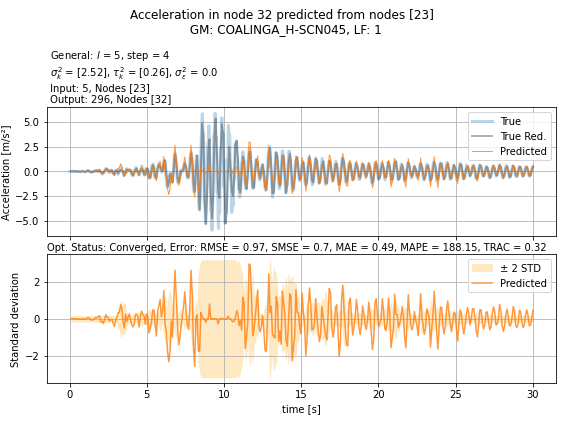 Acceleration in node 32 predicted from nodes [23]
GM: COALINGA_H-SCN045, LF: 1
General: l = 5, step = 4
σ²ₖ = [2.52], τ²ₖ = [0.26], σ²ε = 0.0
Input: 5, Nodes [23]
Output: 296, Nodes [32]
Acceleration [m/s²]
5.0
2.5
0.0
−2.5
−5.0
True
True Red.
Predicted
Opt. Status: Converged, Error: RMSE = 0.97, SMSE = 0.7, MAE = 0.49, MAPE = 188.15, TRAC = 0.32
Standard deviation
2
0
−2
± 2 STD
Predicted
0 5 10 15 20 25 30
time [s]